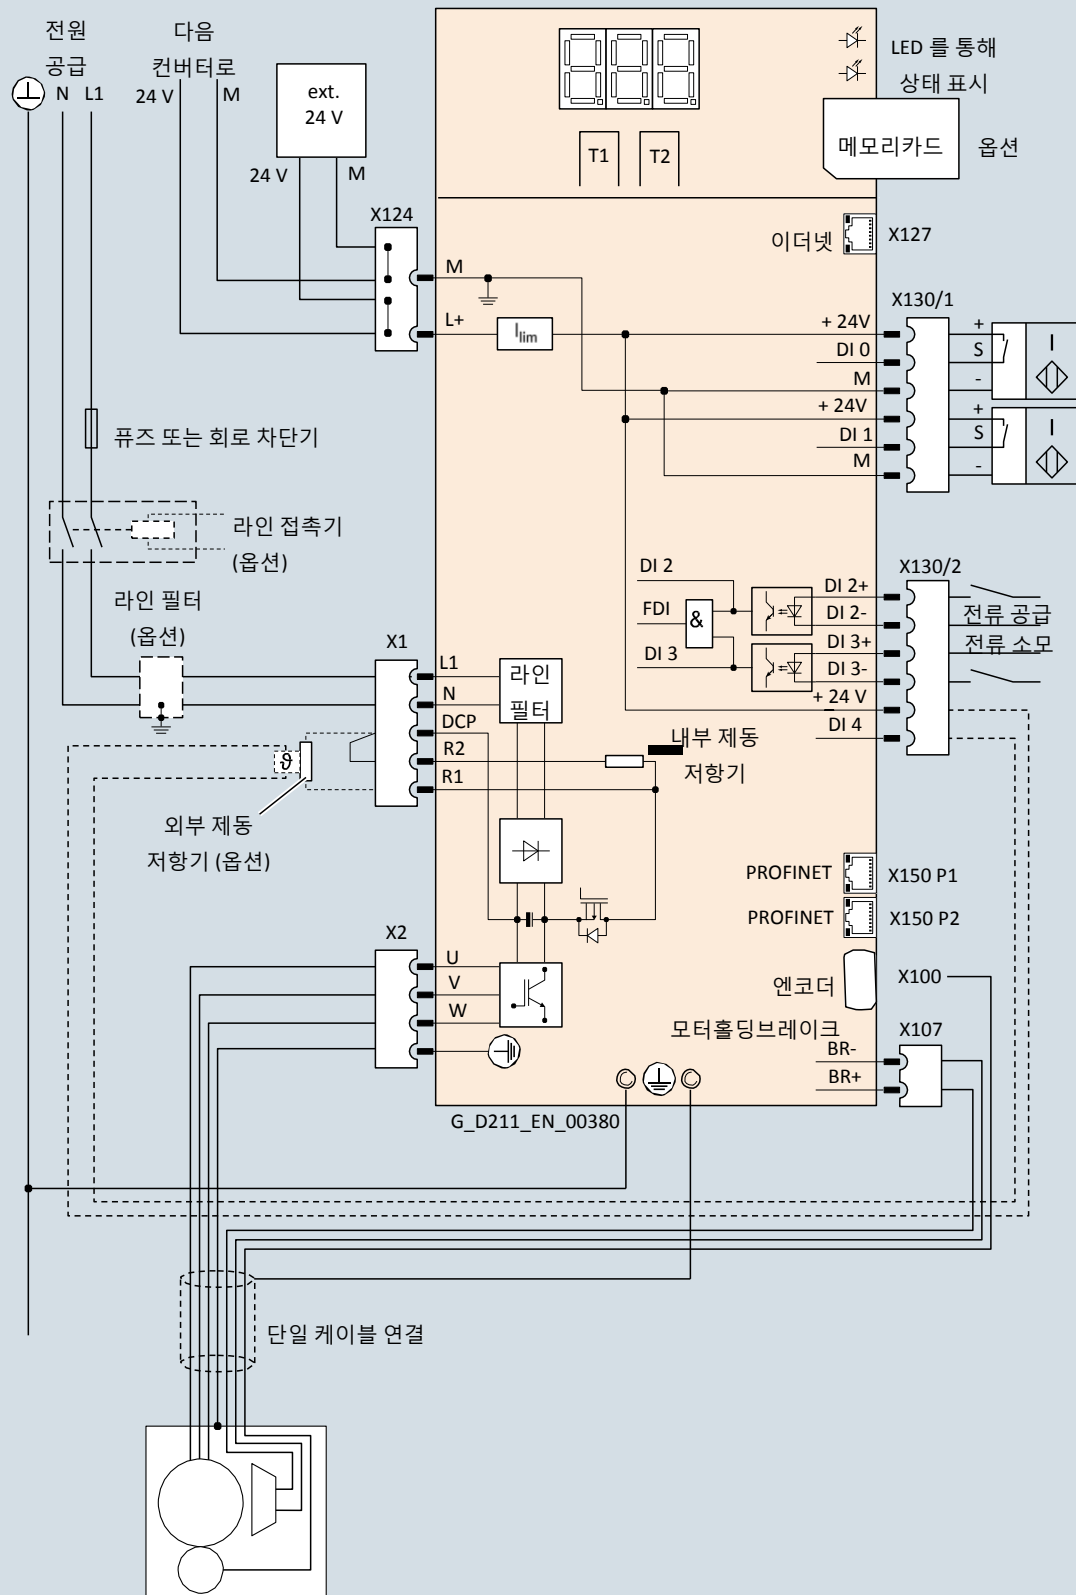 전원
공급
N L1
다음
컨버터로
24 V M
ext.
24 V
24 V M
X124
M
L+
I lim
T1
T2
LED 를 통해
상태 표시
메모리카드
옵션
이더넷
X127
X130/1
+ 24V
DI 0
M
+ 24V
DI 1
M
+
S
-
I
+
S
-
I
퓨즈 또는 회로 차단기
라인 접촉기
(옵션)
라인 필터
(옵션)
X1
L1
N
DCP
R2
R1
라인
필터
ϑ
외부 제동
저항기 (옵션)
내부 제동
저항기
DI 2
FDI
&
DI 3
X130/2
DI 2+
DI 2-
DI 3+
DI 3-
+ 24 V
DI 4
전류 공급
전류 소모
PROFINET
X150 P1
PROFINET
X150 P2
엔코더
X100
모터홀딩브레이크
X107
BR-
BR+
X2
U
V
W
G_D211_EN_00380
단일 케이블 연결